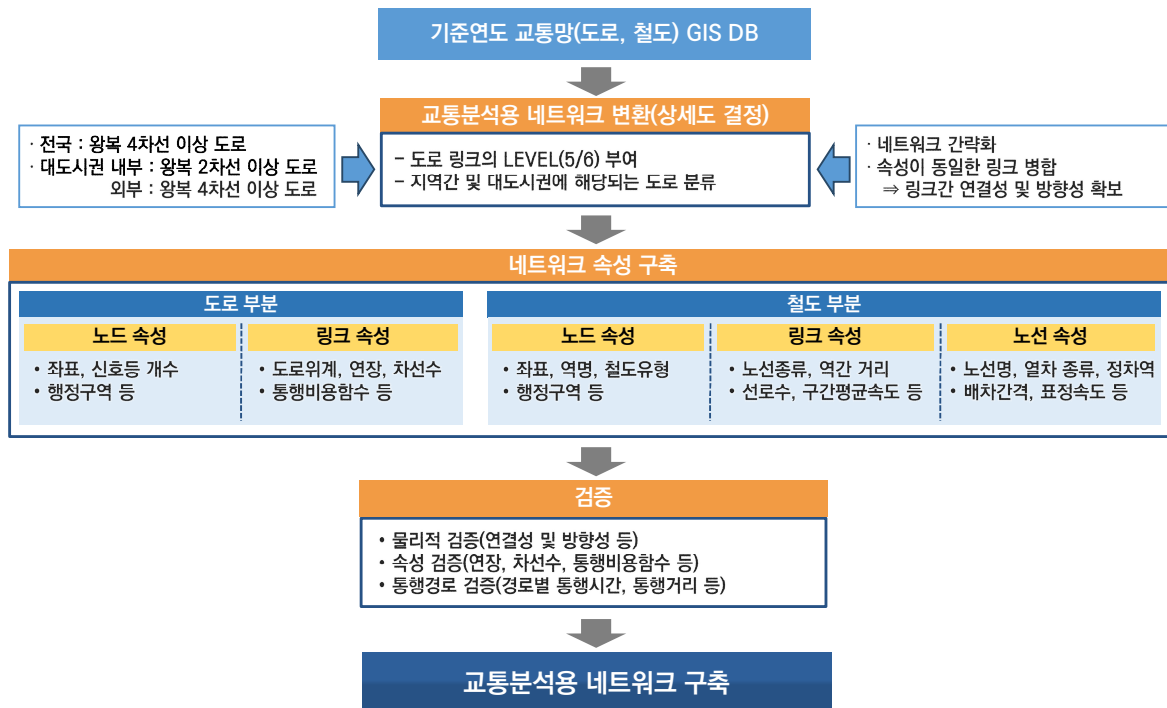 기준연도 교통망(도로, 철도) GIS DB
교통분석용 네트워크 변환(상세도 결정)
· 전국 : 왕복 4차선 이상 도로
· 대도시권 내부 : 왕복 2차선 이상 도로
외부 : 왕복 4차선 이상 도로
– 도로 링크의 LEVEL(5/6) 부여
– 지역간 및 대도시권에 해당되는 도로 분류
· 네트워크 간략화
· 속성이 동일한 링크 병합
⇒ 링크간 연결성 및 방향성 확보
네트워크 속성 구축
도로 부분
노드 속성
• 좌표, 신호등 개수
• 행정구역 등
링크 속성
• 도로위계, 연장, 차선수
• 통행비용함수 등
철도 부분
노드 속성
• 좌표, 역명, 철도유형
• 행정구역 등
링크 속성
• 노선종류, 역간 거리
• 선로수, 구간평균속도 등
노선 속성
• 노선명, 열차 종류, 정차역
• 배차간격, 표정속도 등
검증
• 물리적 검증(연결성 및 방향성 등)
• 속성 검증(연장, 차선수, 통행비용함수 등)
• 통행경로 검증(경로별 통행시간, 통행거리 등)
교통분석용 네트워크 구축